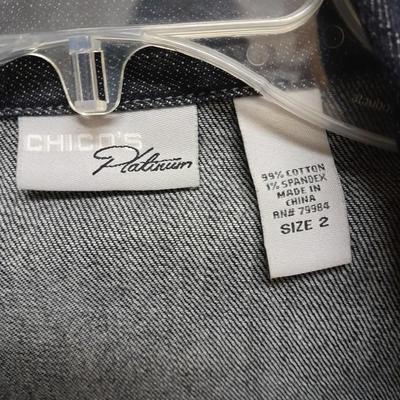 CHICO'S
Platinum
99% COTTON
1% SPANDEX
MADE IN
CHINA
RN# 79984
SIZE 2